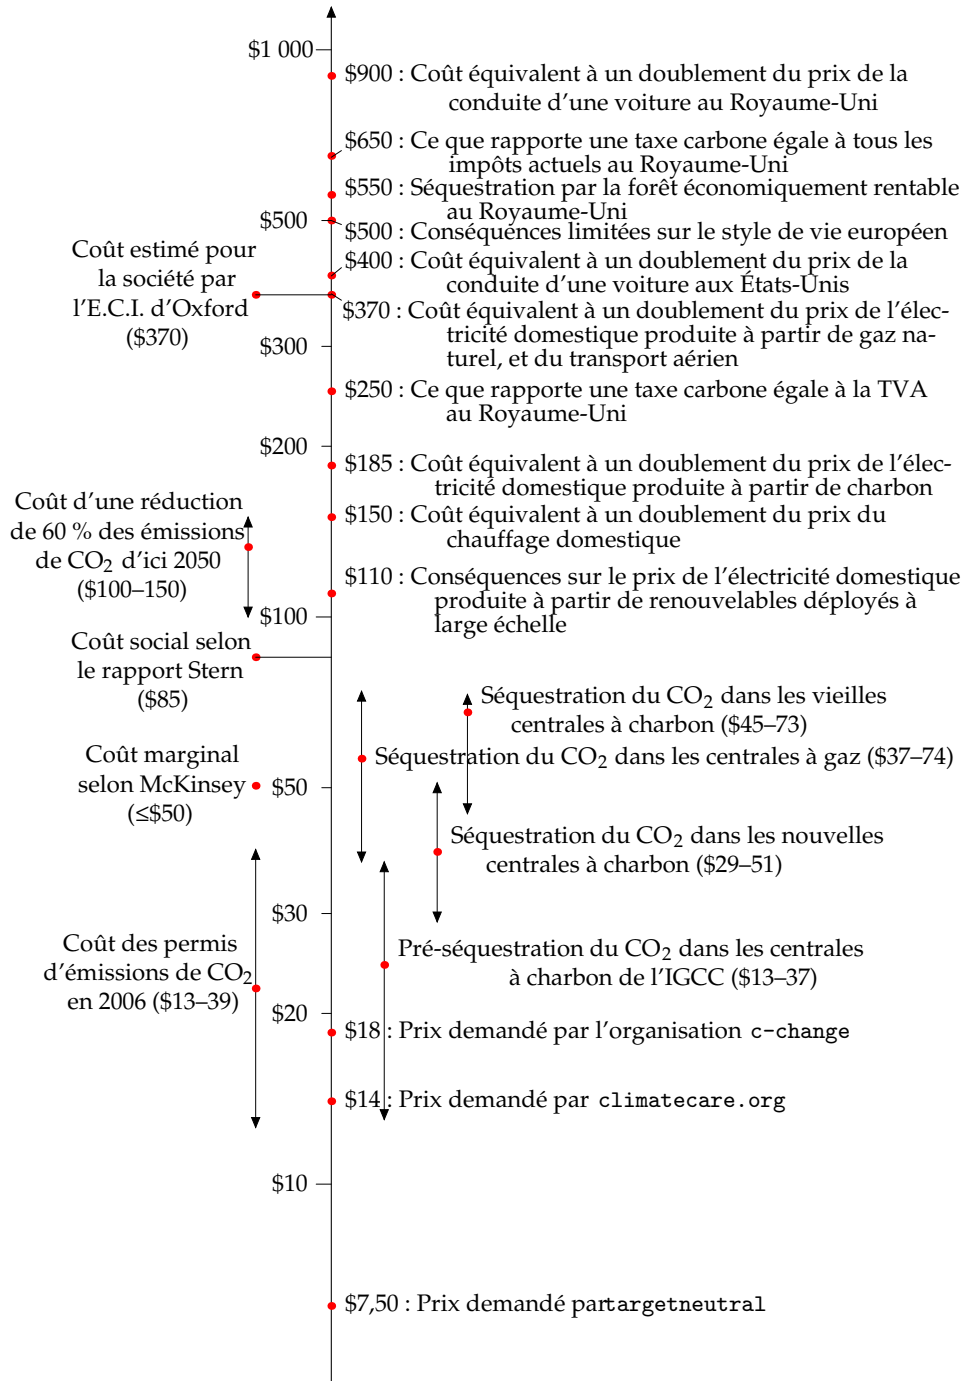 $1 000
$900 : Coût équivalent à un doublement du prix de la
conduite d'une voiture au Royaume-Uni
$650 : Ce que rapporte une taxe carbone égale à tous les
impôts actuels au Royaume-Uni
$550 : Séquestration par la forêt économiquement rentable
au Royaume-Uni
$500
$500 : Conséquences limitées sur le style de vie européen
Coût estimé pour
la société par
l'E.C.I. d'Oxford
($370)
$400 : Coût équivalent à un doublement du prix de la
conduite d'une voiture aux États-Unis
$370 : Coût équivalent à un doublement du prix de l'élec-
tricité domestique produite à partir de gaz na-
turel, et du transport aérien
$300
$250 : Ce que rapporte une taxe carbone égale à la TVA
au Royaume-Uni
$200
$185 : Coût équivalent à un doublement du prix de l'élec-
tricité domestique produite à partir de charbon
Coût d'une réduction
de 60 % des émissions
de CO2 d'ici 2050
($100–150)
$150 : Coût équivalent à un doublement du prix du
chauffage domestique
$110 : Conséquences sur le prix de l'électricité domestique
produite à partir de renouvelables déployés à
large échelle
$100
Coût social selon
le rapport Stern
($85)
Séquestration du CO2 dans les vieilles
centrales à charbon ($45–73)
Séquestration du CO2 dans les centrales à gaz ($37–74)
Coût marginal
selon McKinsey
(≤$50)
$50
Séquestration du CO2 dans les nouvelles
centrales à charbon ($29–51)
$30
Coût des permis
d'émissions de CO2
en 2006 ($13–39)
Pré-séquestration du CO2 dans les centrales
à charbon de l'IGCC ($13–37)
$20
$18 : Prix demandé par l'organisation c-change
$14 : Prix demandé par climatecare.org
$10
$7,50 : Prix demandé partargetneutral